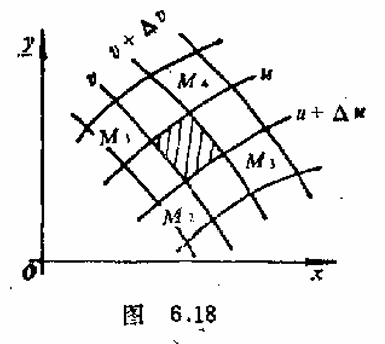 y
v + Δv
v
M₄
u
M₁
u + Δu
M₃
M₂
O
x
图 6.18